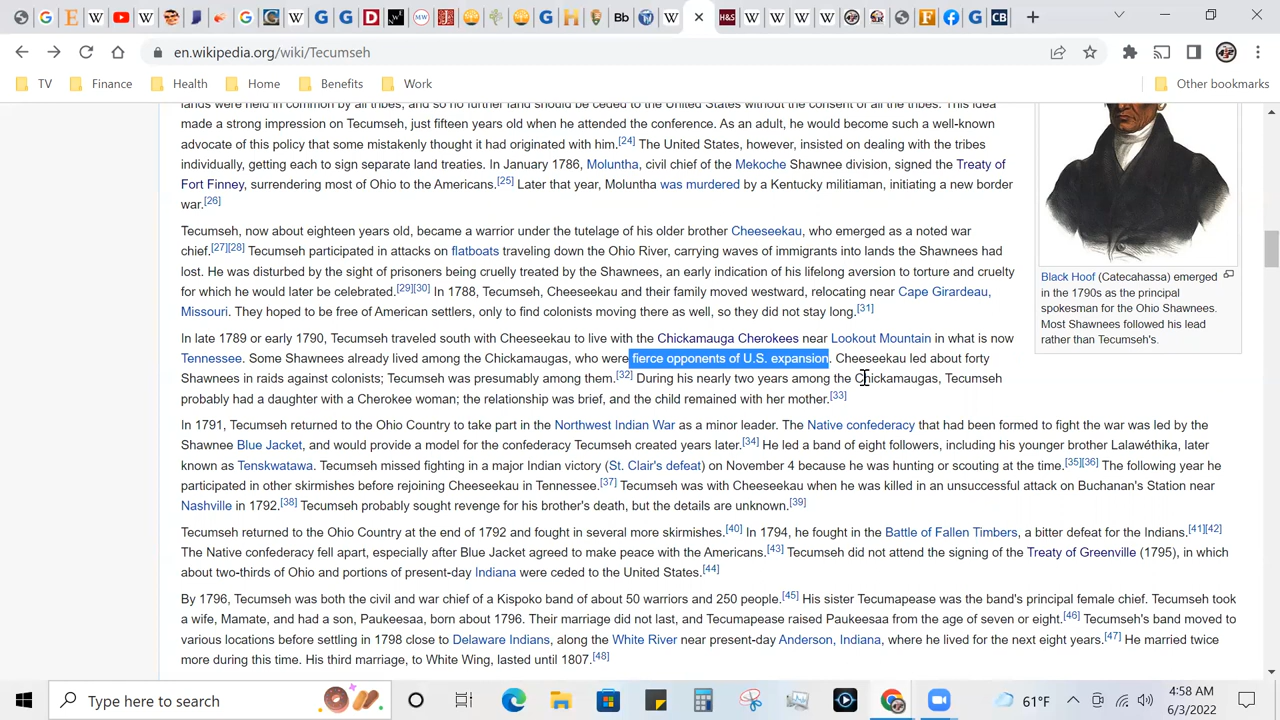 Bb
H&S
CB
en.wikipedia.org/wiki/Tecumseh
TV Finance Health Home Benefits Work Other bookmarks
lands were held in common by all tribes, and so no further land should be ceded to the United States without the consent of all the tribes. This idea
made a strong impression on Tecumseh, just fifteen years old when he attended the conference. As an adult, he would become such a well-known
advocate of this policy that some mistakenly thought it had originated with him.[24] The United States, however, insisted on dealing with the tribes
individually, getting each to sign separate land treaties. In January 1786, Moluntha, civil chief of the Mekoche Shawnee division, signed the Treaty of
Fort Finney, surrendering most of Ohio to the Americans.[25] Later that year, Moluntha was murdered by a Kentucky militiaman, initiating a new border
war.[26]
Tecumseh, now about eighteen years old, became a warrior under the tutelage of his older brother Cheeseekau, who emerged as a noted war
chief.[27][28] Tecumseh participated in attacks on flatboats traveling down the Ohio River, carrying waves of immigrants into lands the Shawnees had
lost. He was disturbed by the sight of prisoners being cruelly treated by the Shawnees, an early indication of his lifelong aversion to torture and cruelty
for which he would later be celebrated.[29][30] In 1788, Tecumseh, Cheeseekau and their family moved westward, relocating near Cape Girardeau,
Missouri. They hoped to be free of American settlers, only to find colonists moving there as well, so they did not stay long.[31]
Black Hoof (Catecahassa) emerged
in the 1790s as the principal
spokesman for the Ohio Shawnees.
Most Shawnees followed his lead
rather than Tecumseh's.
In late 1789 or early 1790, Tecumseh traveled south with Cheeseekau to live with the Chickamauga Cherokees near Lookout Mountain in what is now
Tennessee. Some Shawnees already lived among the Chickamaugas, who were fierce opponents of U.S. expansion. Cheeseekau led about forty
Shawnees in raids against colonists; Tecumseh was presumably among them.[32] During his nearly two years among the Chickamaugas, Tecumseh
probably had a daughter with a Cherokee woman; the relationship was brief, and the child remained with her mother.[33]
In 1791, Tecumseh returned to the Ohio Country to take part in the Northwest Indian War as a minor leader. The Native confederacy that had been formed to fight the war was led by the
Shawnee Blue Jacket, and would provide a model for the confederacy Tecumseh created years later.[34] He led a band of eight followers, including his younger brother Lalawéthika, later
known as Tenskwatawa. Tecumseh missed fighting in a major Indian victory (St. Clair's defeat) on November 4 because he was hunting or scouting at the time.[35][36] The following year he
participated in other skirmishes before rejoining Cheeseekau in Tennessee.[37] Tecumseh was with Cheeseekau when he was killed in an unsuccessful attack on Buchanan's Station near
Nashville in 1792.[38] Tecumseh probably sought revenge for his brother's death, but the details are unknown.[39]
Tecumseh returned to the Ohio Country at the end of 1792 and fought in several more skirmishes.[40] In 1794, he fought in the Battle of Fallen Timbers, a bitter defeat for the Indians.[41][42]
The Native confederacy fell apart, especially after Blue Jacket agreed to make peace with the Americans.[43] Tecumseh did not attend the signing of the Treaty of Greenville (1795), in which
about two-thirds of Ohio and portions of present-day Indiana were ceded to the United States.[44]
By 1796, Tecumseh was both the civil and war chief of a Kispoko band of about 50 warriors and 250 people.[45] His sister Tecumapease was the band's principal female chief. Tecumseh took
a wife, Mamate, and had a son, Paukeesaa, born about 1796. Their marriage did not last, and Tecumapease raised Paukeesaa from the age of seven or eight.[46] Tecumseh's band moved to
various locations before settling in 1798 close to Delaware Indians, along the White River near present-day Anderson, Indiana, where he lived for the next eight years.[47] He married twice
more during this time. His third marriage, to White Wing, lasted until 1807.[48]
Type here to search
61°F
4:58 AM
6/3/2022